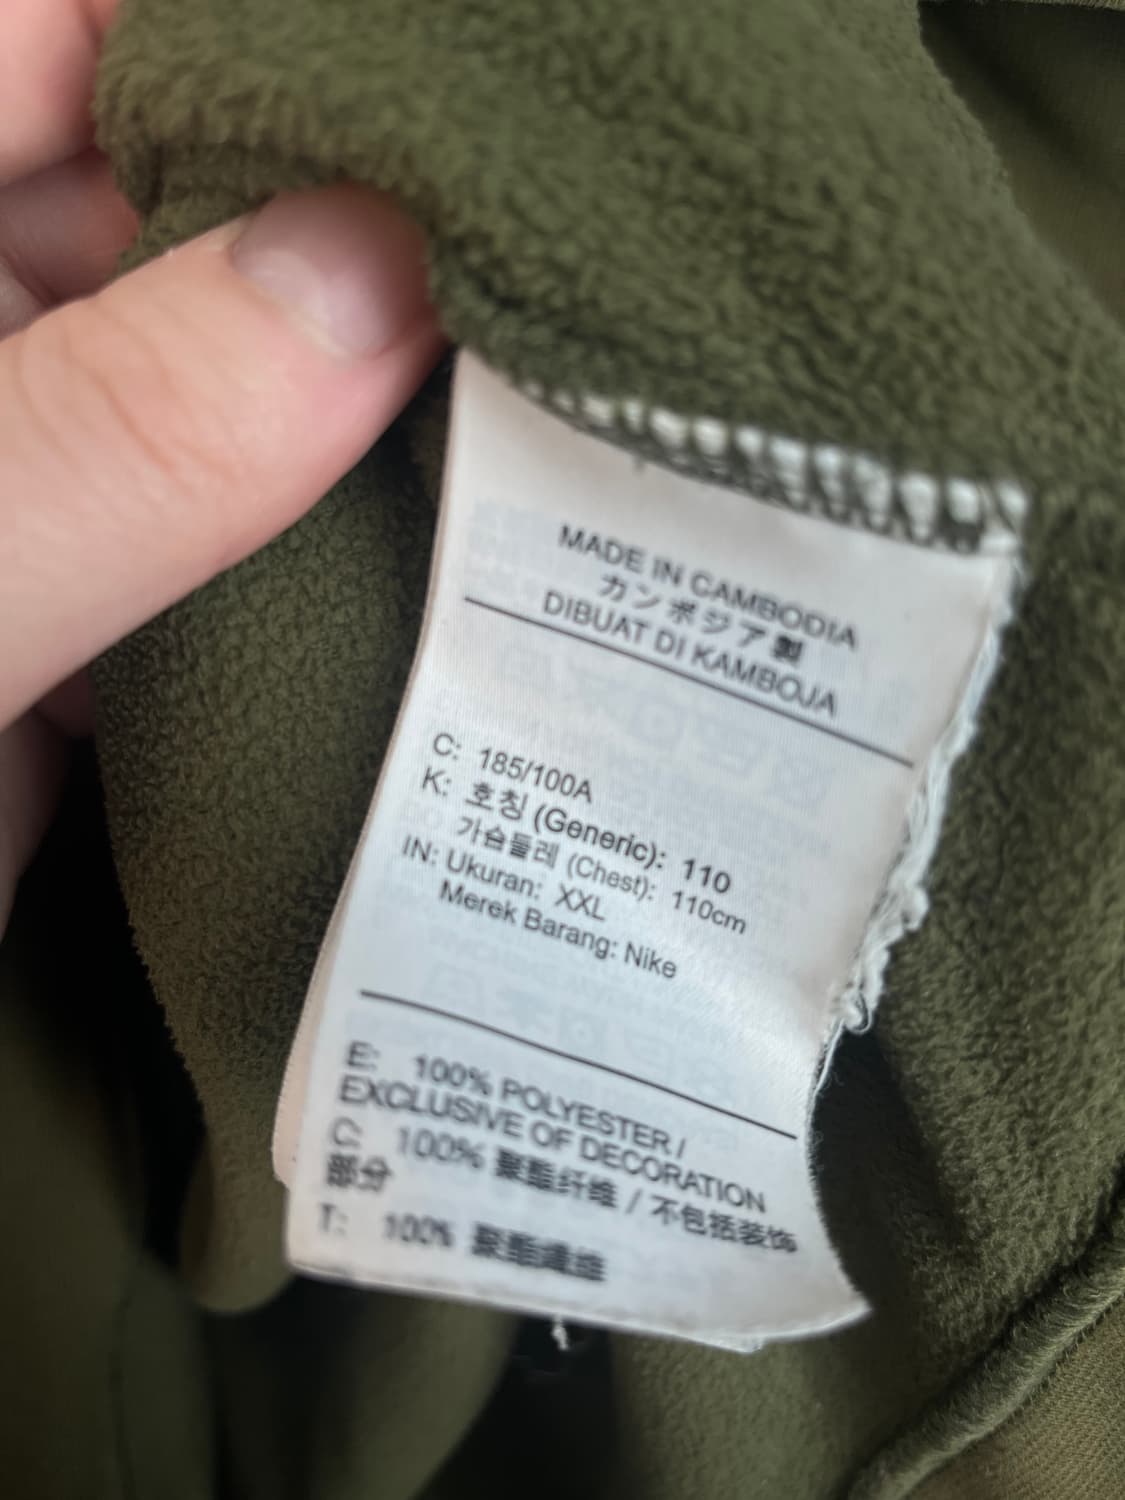 MADE IN CAMBODIA
カンボジア製
DIBUAT DI KAMBOJA
C: 185/100A
K: 호칭 (Generic): 110
가슴둘레 (Chest): 110cm
IN: Ukuran: XXL
Merek Barang: Nike
E: 100% POLYESTER /
EXCLUSIVE OF DECORATION
C: 100% 聚酯纤维 / 不包括装饰
部分
T: 100% 聚酯纖維